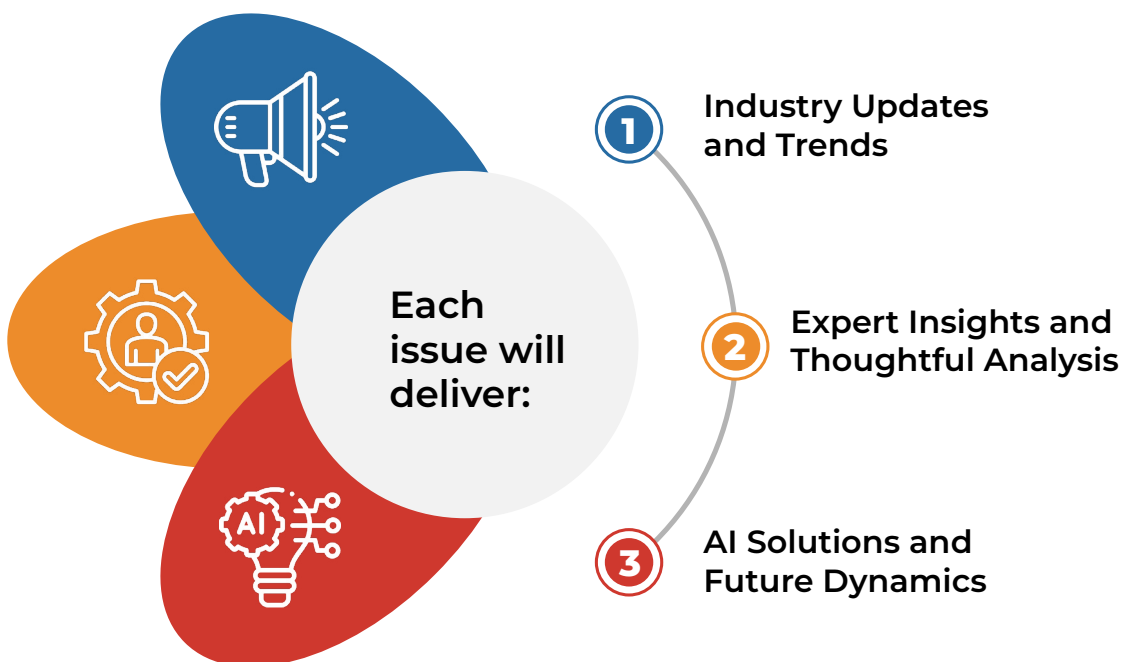 Each
issue will
deliver:
1
Industry Updates
and Trends
2
Expert Insights and
Thoughtful Analysis
3
AI Solutions and
Future Dynamics
AI